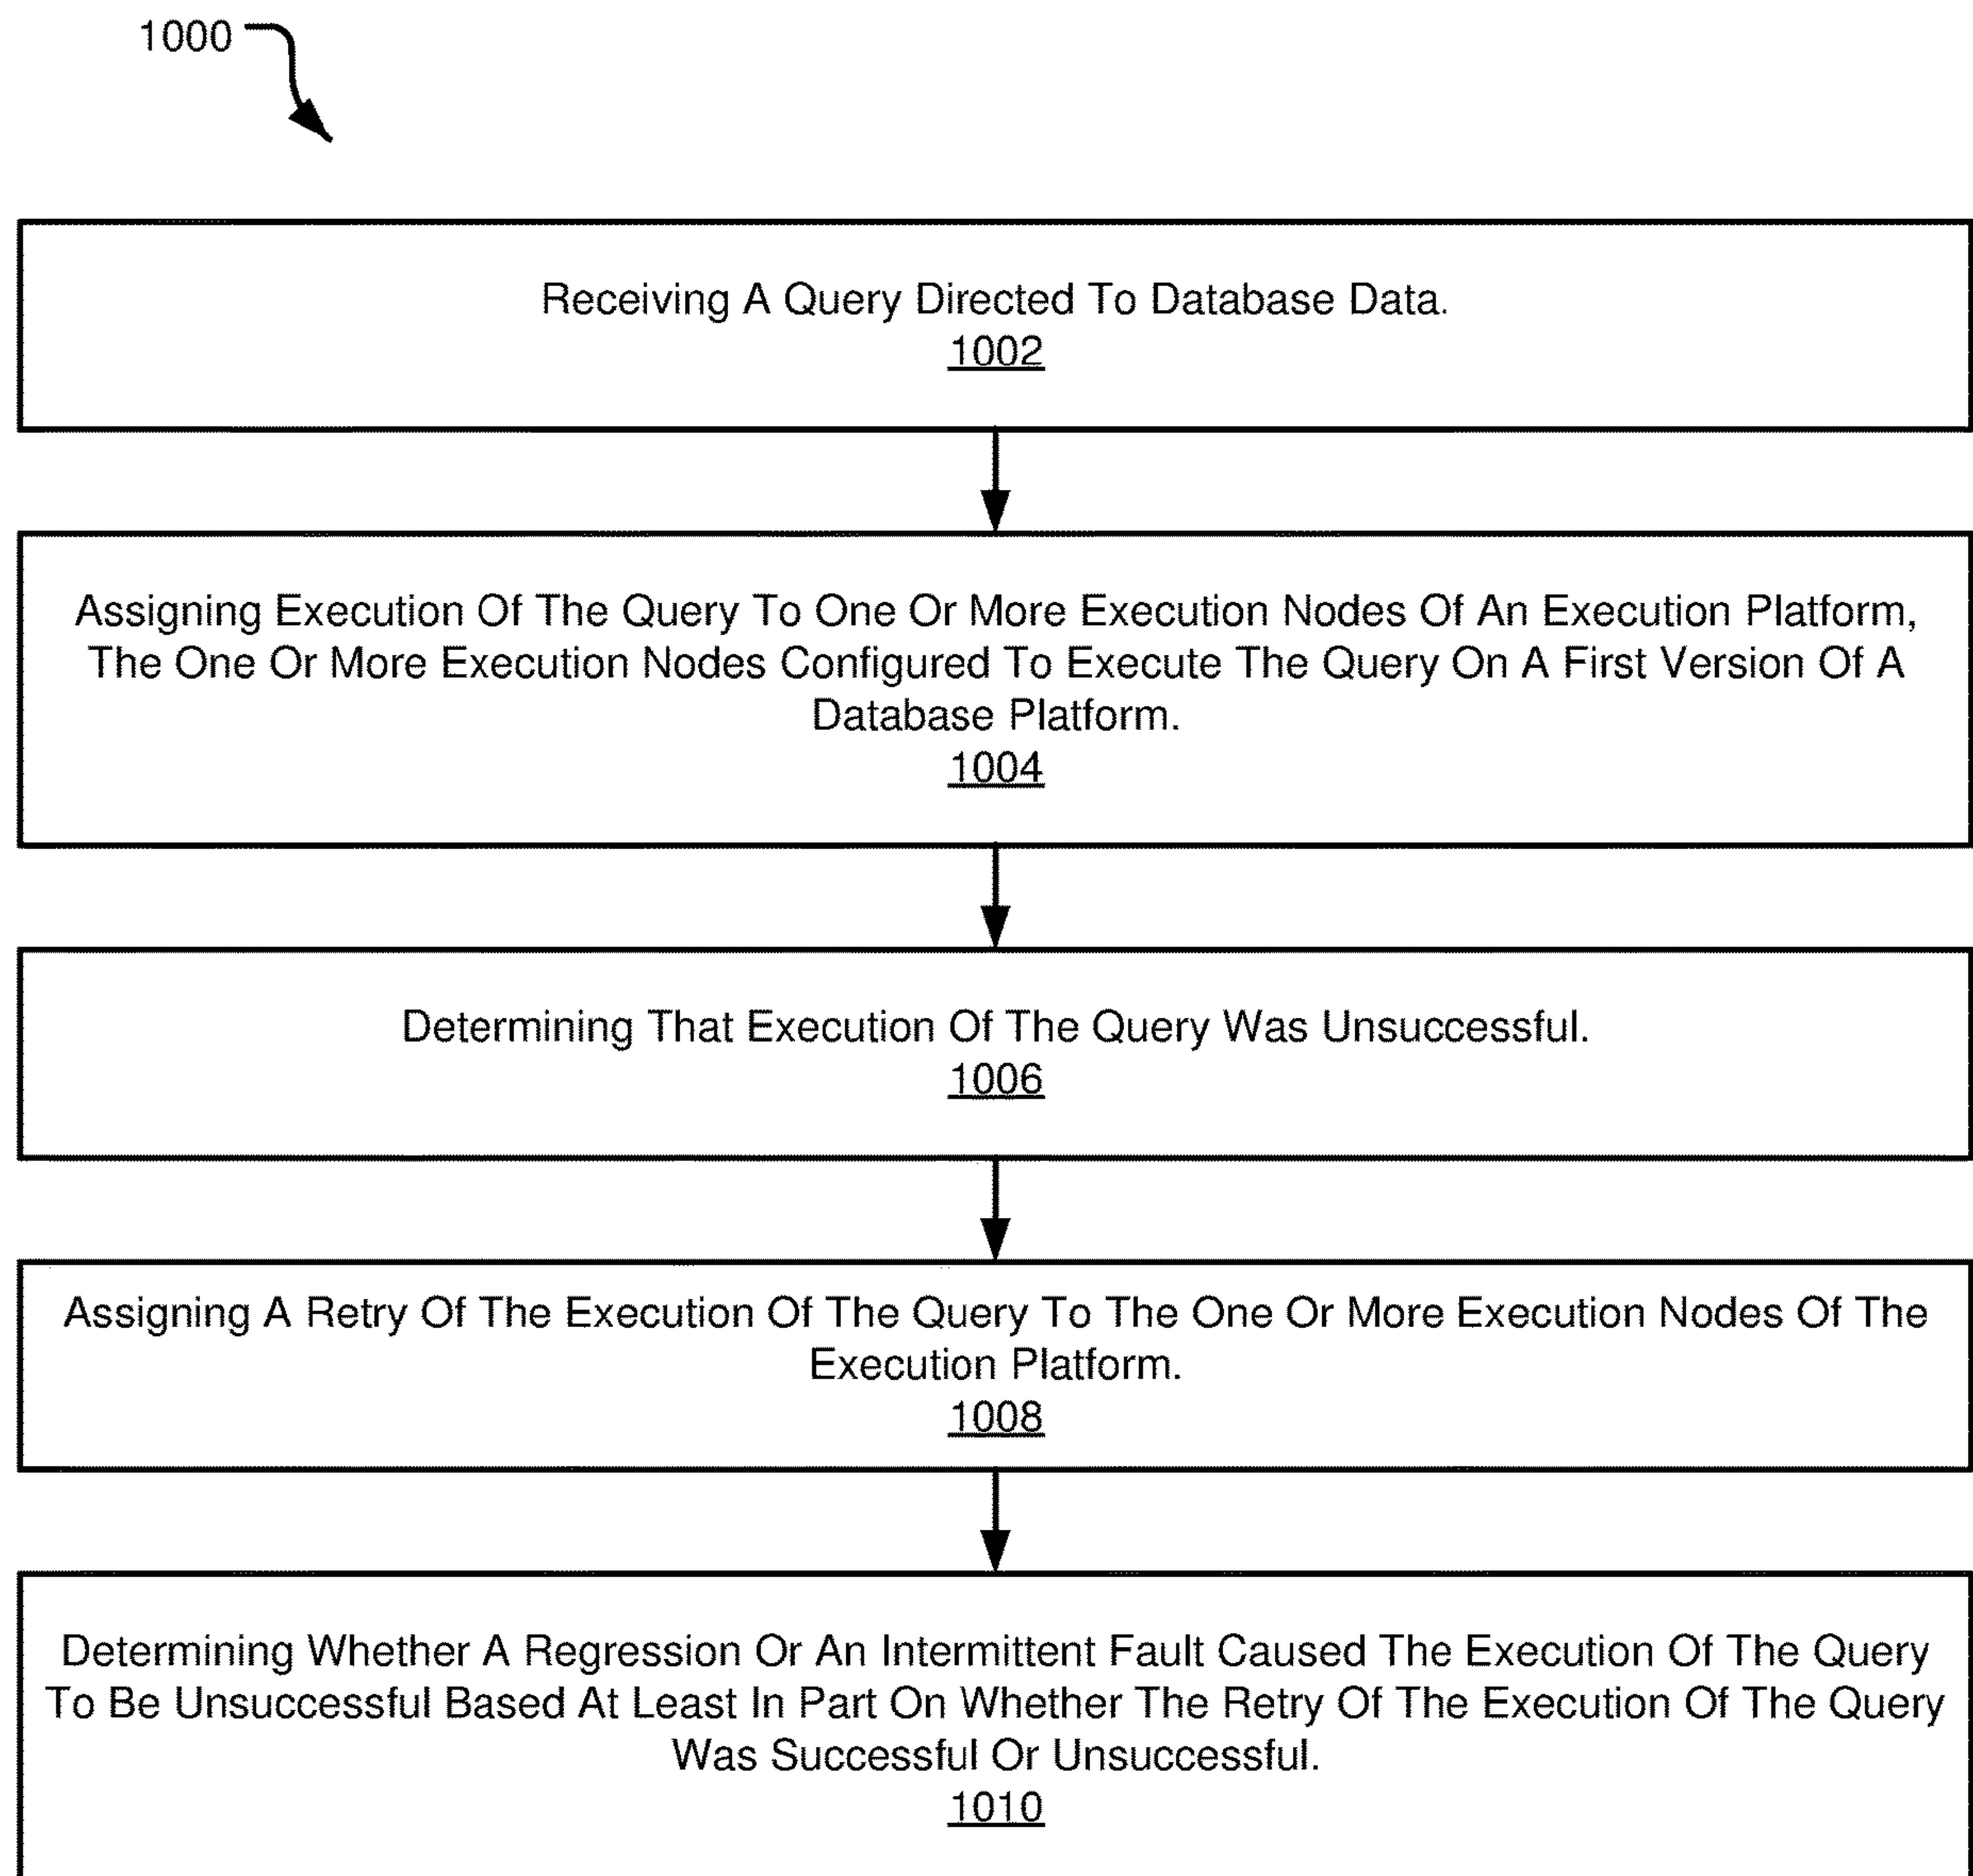 1000
Receiving A Query Directed To Database Data.
1002
Assigning Execution Of The Query To One Or More Execution Nodes Of An Execution Platform,
The One Or More Execution Nodes Configured To Execute The Query On A First Version Of A
Database Platform.
1004
Determining That Execution Of The Query Was Unsuccessful.
1006
Assigning A Retry Of The Execution Of The Query To The One Or More Execution Nodes Of The
Execution Platform.
1008
Determining Whether A Regression Or An Intermittent Fault Caused The Execution Of The Query
To Be Unsuccessful Based At Least In Part On Whether The Retry Of The Execution Of The Query
Was Successful Or Unsuccessful.
1010